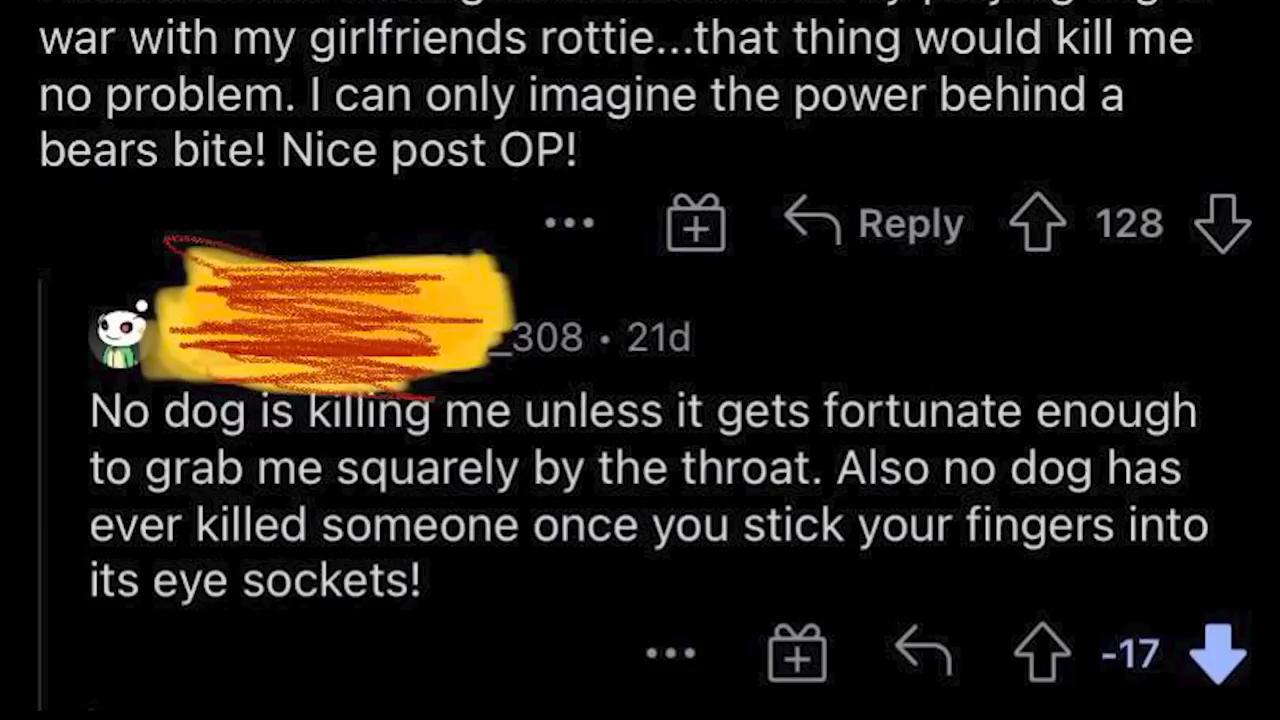 war with my girlfriends rottie...that thing would kill me
no problem. I can only imagine the power behind a
bears bite! Nice post OP!
Reply 128
_308 • 21d
No dog is killing me unless it gets fortunate enough
to grab me squarely by the throat. Also no dog has
ever killed someone once you stick your fingers into
its eye sockets!
-17